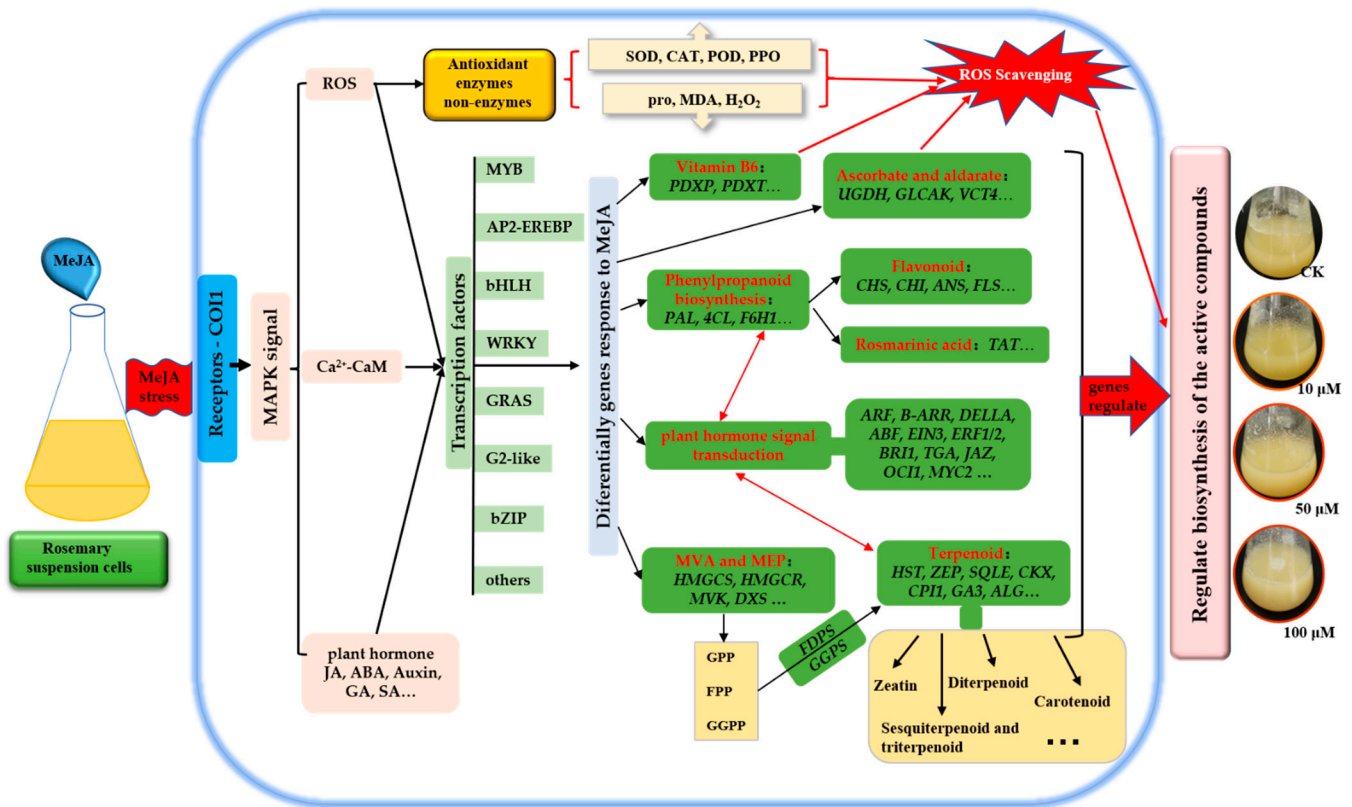 MeJA
MeJA
stress
Rosemary
suspension cells
Receptors - COI1
MAPK signal
ROS
Ca²⁺-CaM
plant hormone
JA, ABA, Auxin,
GA, SA...
Antioxidant
enzymes
non-enzymes
SOD, CAT, POD, PPO
pro, MDA, H₂O₂
ROS Scavenging
Transcription factors
MYB
AP2-EREBP
bHLH
WRKY
GRAS
G2-like
bZIP
others
Diferentially genes response to MeJA
Vitamin B6:
PDXP, PDXT...
Ascorbate and aldarate:
UGDH, GLCAK, VCT4...
Phenylpropanoid
biosynthesis:
PAL, 4CL, F6H1...
Flavonoid:
CHS, CHI, ANS, FLS...
Rosmarinic acid: TAT...
plant hormone signal
transduction
ARF, B-ARR, DELLA,
ABF, EIN3, ERF1/2,
BRI1, TGA, JAZ,
OCI1, MYC2 ...
MVA and MEP:
HMGCS, HMGCR,
MVK, DXS ...
Terpenoid:
HST, ZEP, SQLE, CKX,
CPI1, GA3, ALG...
GPP
FPP
GGPP
FDPS
GGPS
Zeatin
Diterpenoid
Carotenoid
Sesquiterpenoid and
triterpenoid
...
genes
regulate
Regulate biosynthesis of the active compounds
CK
10 μM
50 μM
100 μM